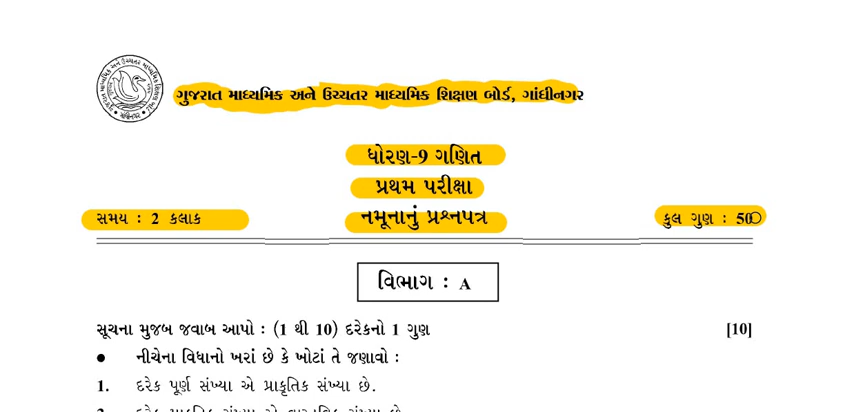 ગુજરાત માધ્યમિક અને ઉચ્ચતર માધ્યમિક શિક્ષણ બોર્ડ, ગાંધીનગર
ધોરણ-9 ગણિત
પ્રથમ પરીક્ષા
સમય : 2 કલાક નમૂનાનું પ્રશ્નપત્ર કુલ ગુણ : 50
વિભાગ : A
સૂચના મુજબ જવાબ આપો : (1 થી 10) દરેકનો 1 ગુણ [10]
● નીચેના વિધાનો ખરાં છે કે ખોટાં તે જણાવો :
1. દરેક પૂર્ણ સંખ્યા એ પ્રાકૃતિક સંખ્યા છે.